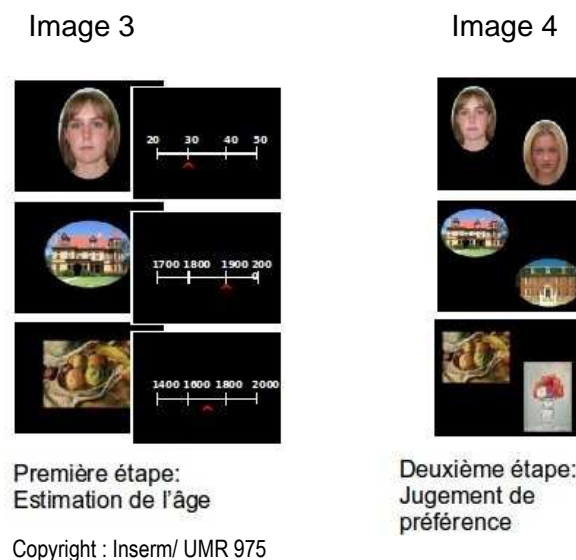 Image 3
Image 4
20 30 40 50
1700 1800 1900 200
0
1400 1600 1800 2000
Première étape:
Estimation de l'âge
Deuxième étape:
Jugement de
préférence
Copyright : Inserm/ UMR 975